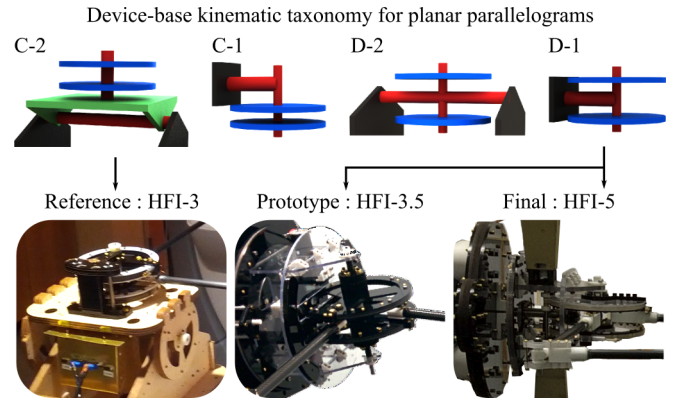 Device-base kinematic taxonomy for planar parallelograms
C-2
C-1
D-2
D-1
Reference : HFI-3
Prototype : HFI-3.5
Final : HFI-5